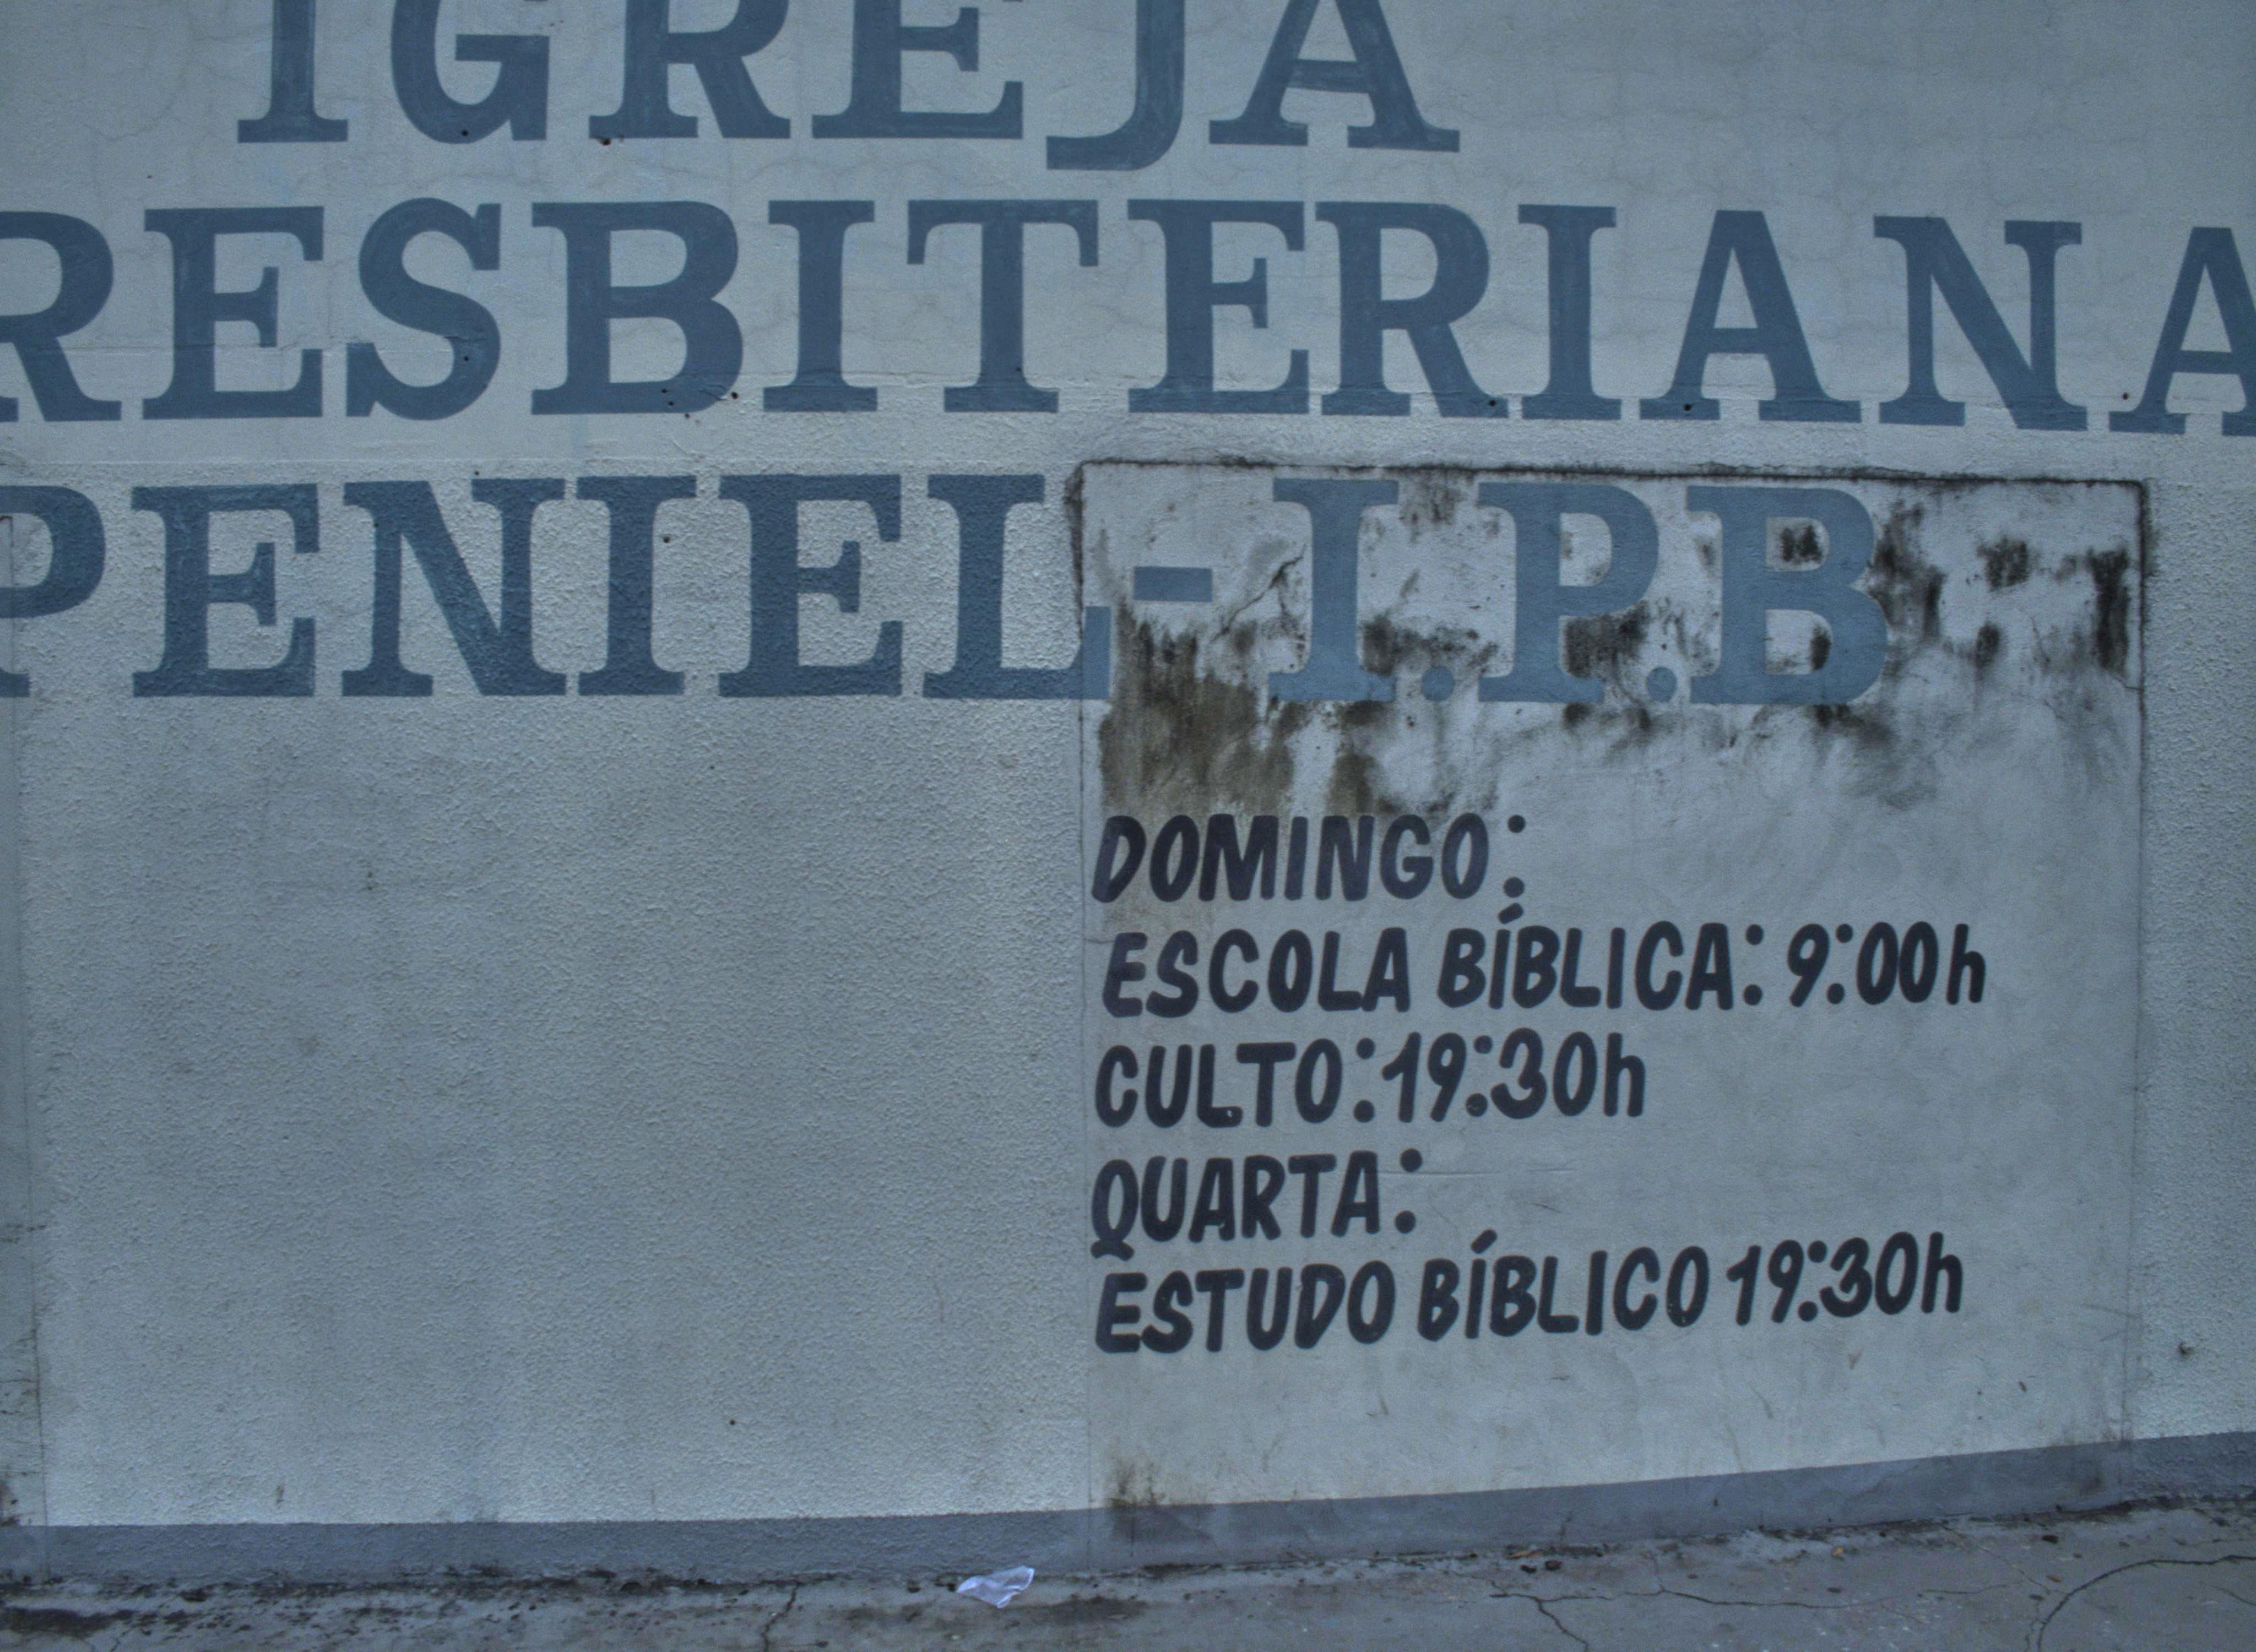 IGREJA
RESBITERIANA
PENIEL-I.P.B
DOMINGO:
ESCOLA BÍBLICA: 9:00h
CULTO:19:30h
QUARTA:
ESTUDO BÍBLICO 19:30h